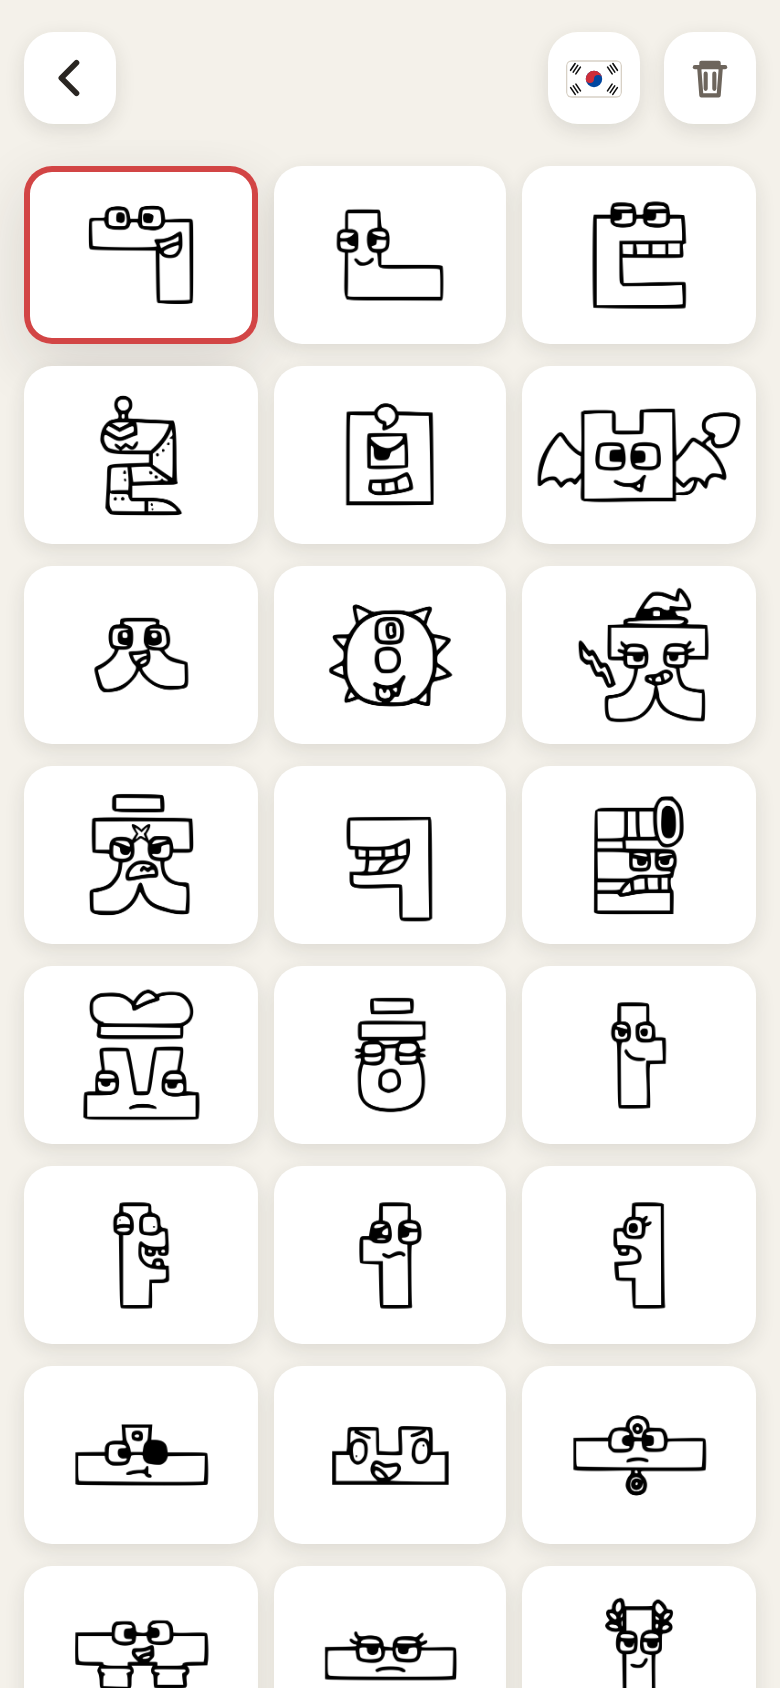 ㄱ ㄴ ㄷ
ㄹ ㅁ ㅂ
ㅅ ㅇ ㅈ
ㅊ ㅋ ㅌ
ㅍ ㅎ ㅏ
ㅑ ㅓ ㅕ
ㅗ ㅛ ㅜ
ㅠ ㅡ ㅣ